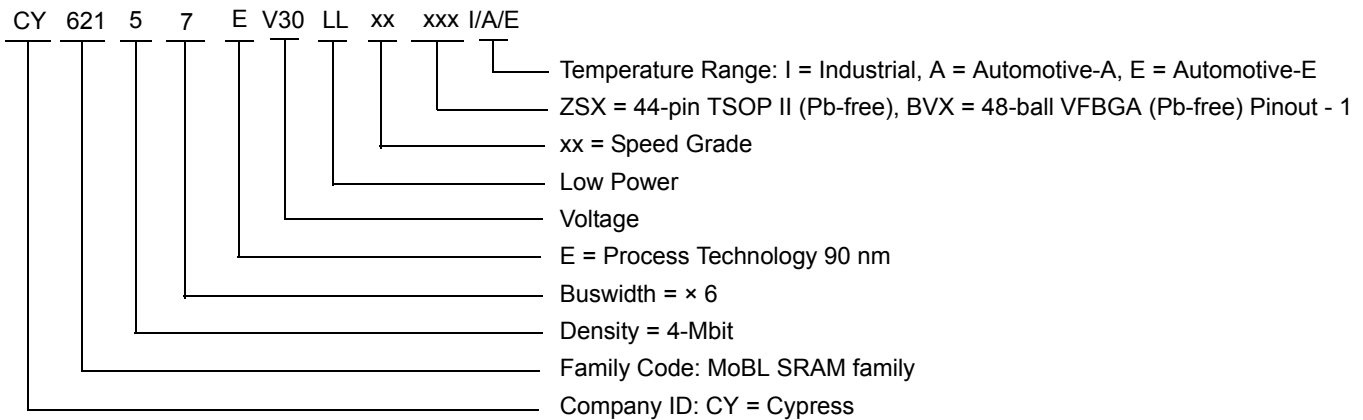 CY 621 5 7 E V30 LL xx xxx I/A/E
Temperature Range: I = Industrial, A = Automotive-A, E = Automotive-E
ZSX = 44-pin TSOP II (Pb-free), BVX = 48-ball VFBGA (Pb-free) Pinout - 1
xx = Speed Grade
Low Power
Voltage
E = Process Technology 90 nm
Buswidth = × 6
Density = 4-Mbit
Family Code: MoBL SRAM family
Company ID: CY = Cypress